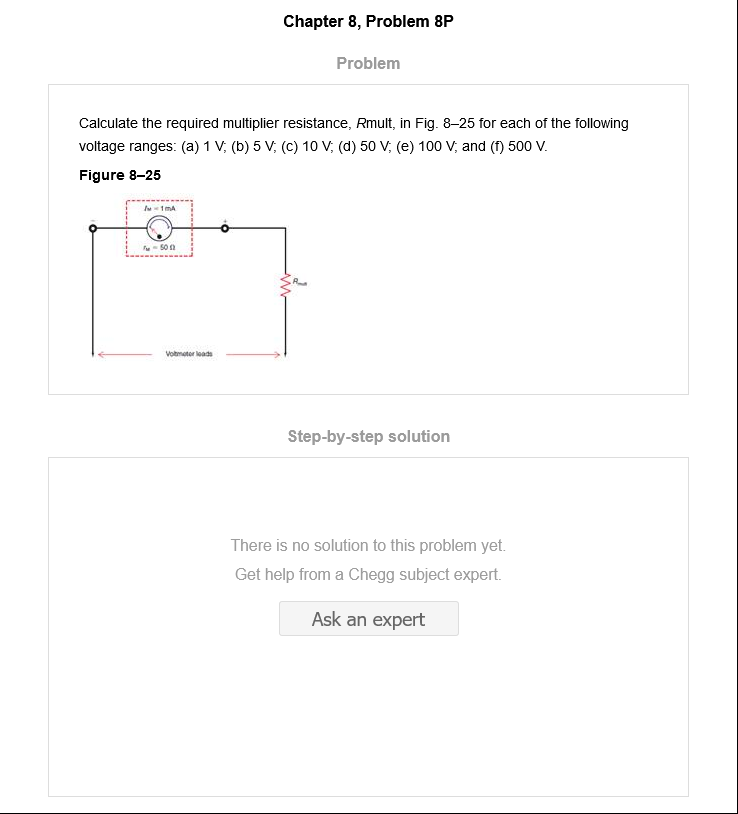 Chapter 8, Problem 8P
Problem
Calculate the required multiplier resistance, Rmult, in Fig. 8–25 for each of the following
voltage ranges: (a) 1 V; (b) 5 V; (c) 10 V; (d) 50 V; (e) 100 V; and (f) 500 V.
Figure 8–25
I_M = 1 mA
− +
r_M = 50 Ω
R_mult
Voltmeter leads
Step-by-step solution
There is no solution to this problem yet.
Get help from a Chegg subject expert.
Ask an expert